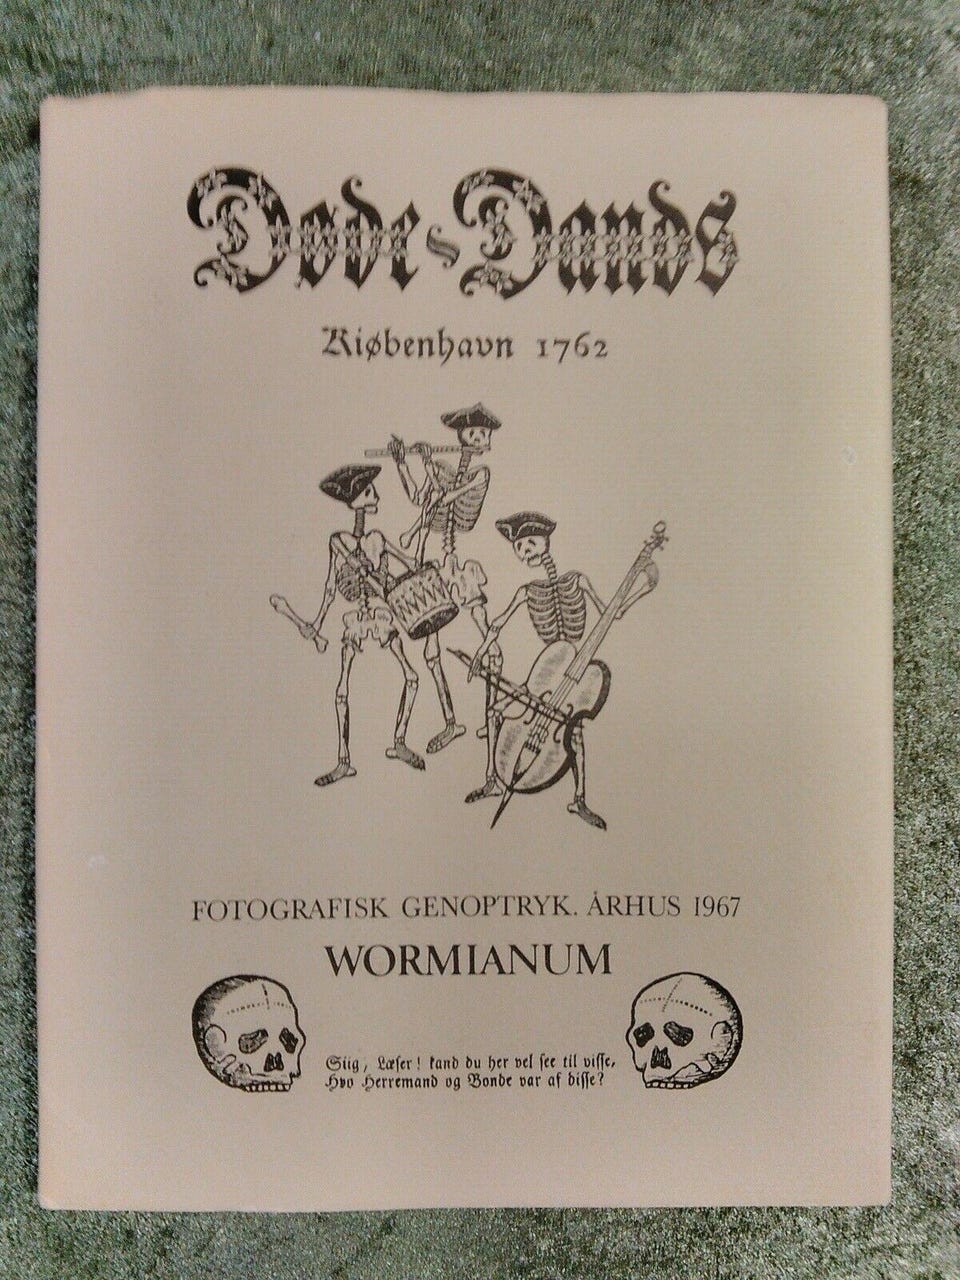 Døde-Dands
Kiøbenhavn 1762
FOTOGRAFISK GENOPTRYK. ÅRHUS 1967
WORMIANUM
Siig, Læser! kand du her vel see til visse,
Hvo Herremand og Bonde var af disse?